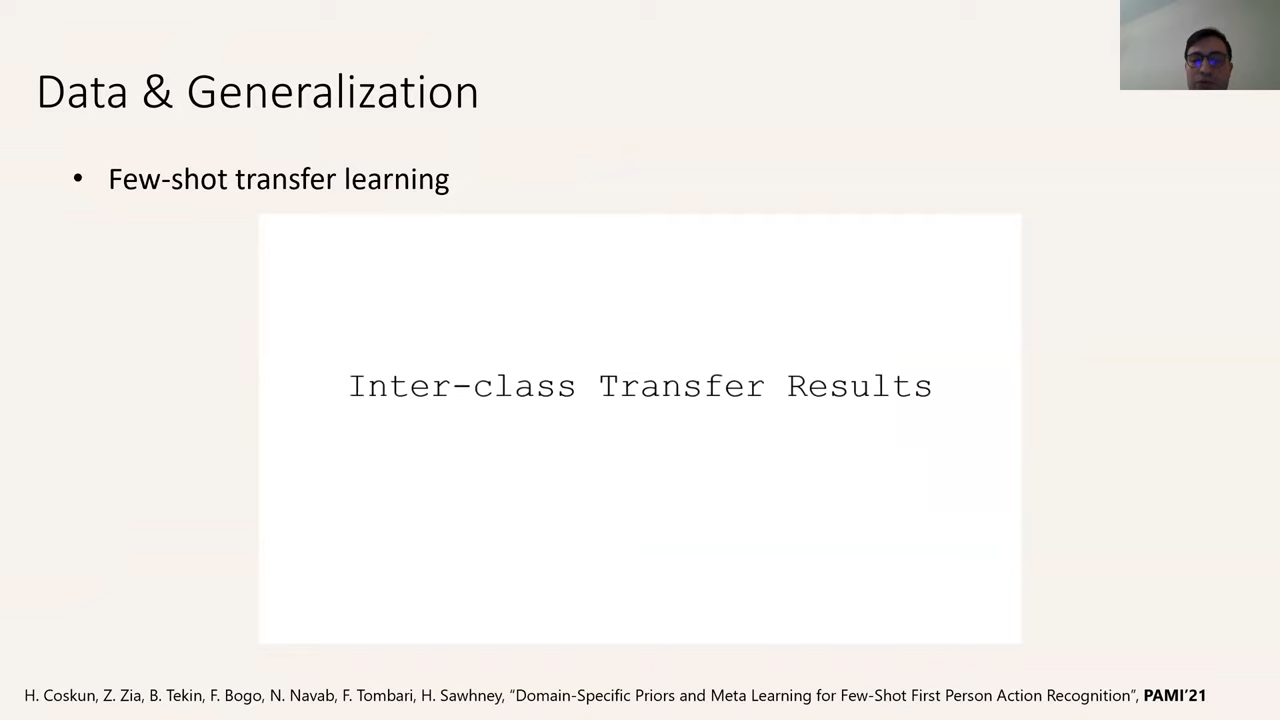 Data & Generalization
• Few-shot transfer learning
Inter-class Transfer Results
H. Coskun, Z. Zia, B. Tekin, F. Bogo, N. Navab, F. Tombari, H. Sawhney, “Domain-Specific Priors and Meta Learning for Few-Shot First Person Action Recognition”, PAMI’21